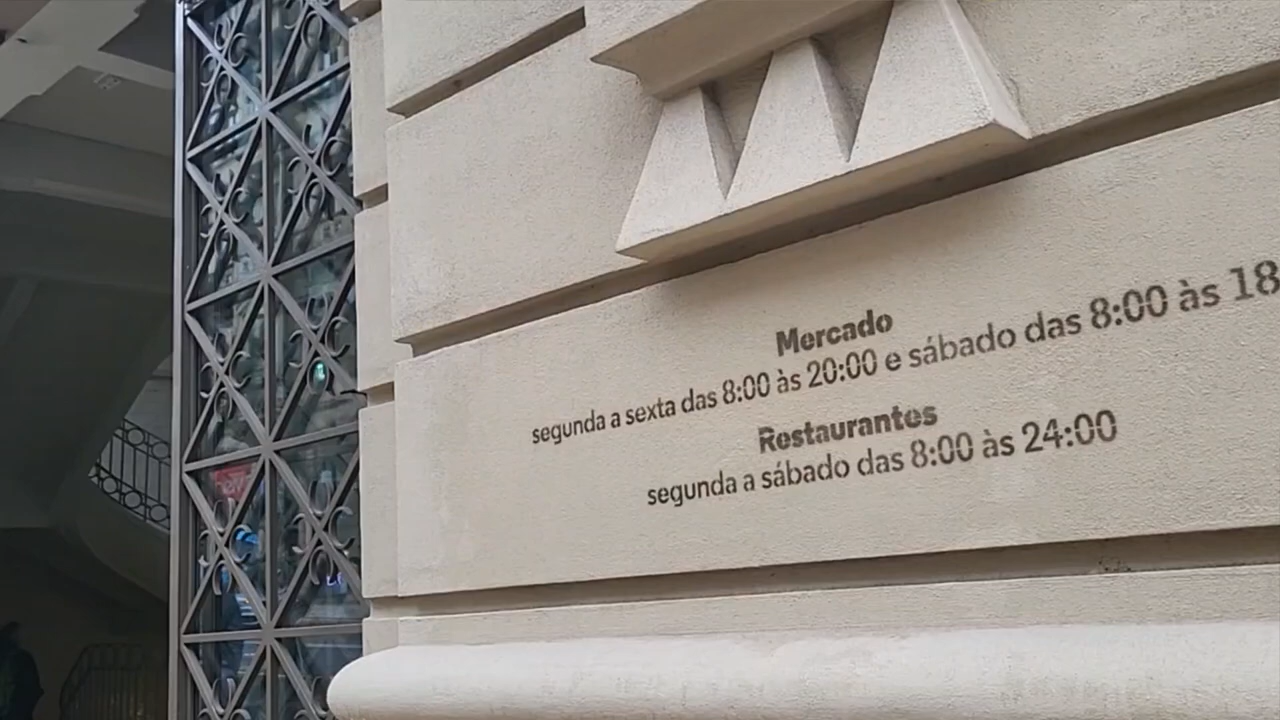 Mercado
segunda a sexta das 8:00 às 20:00 e sábado das 8:00 às 18
Restaurantes
segunda a sábado das 8:00 às 24:00